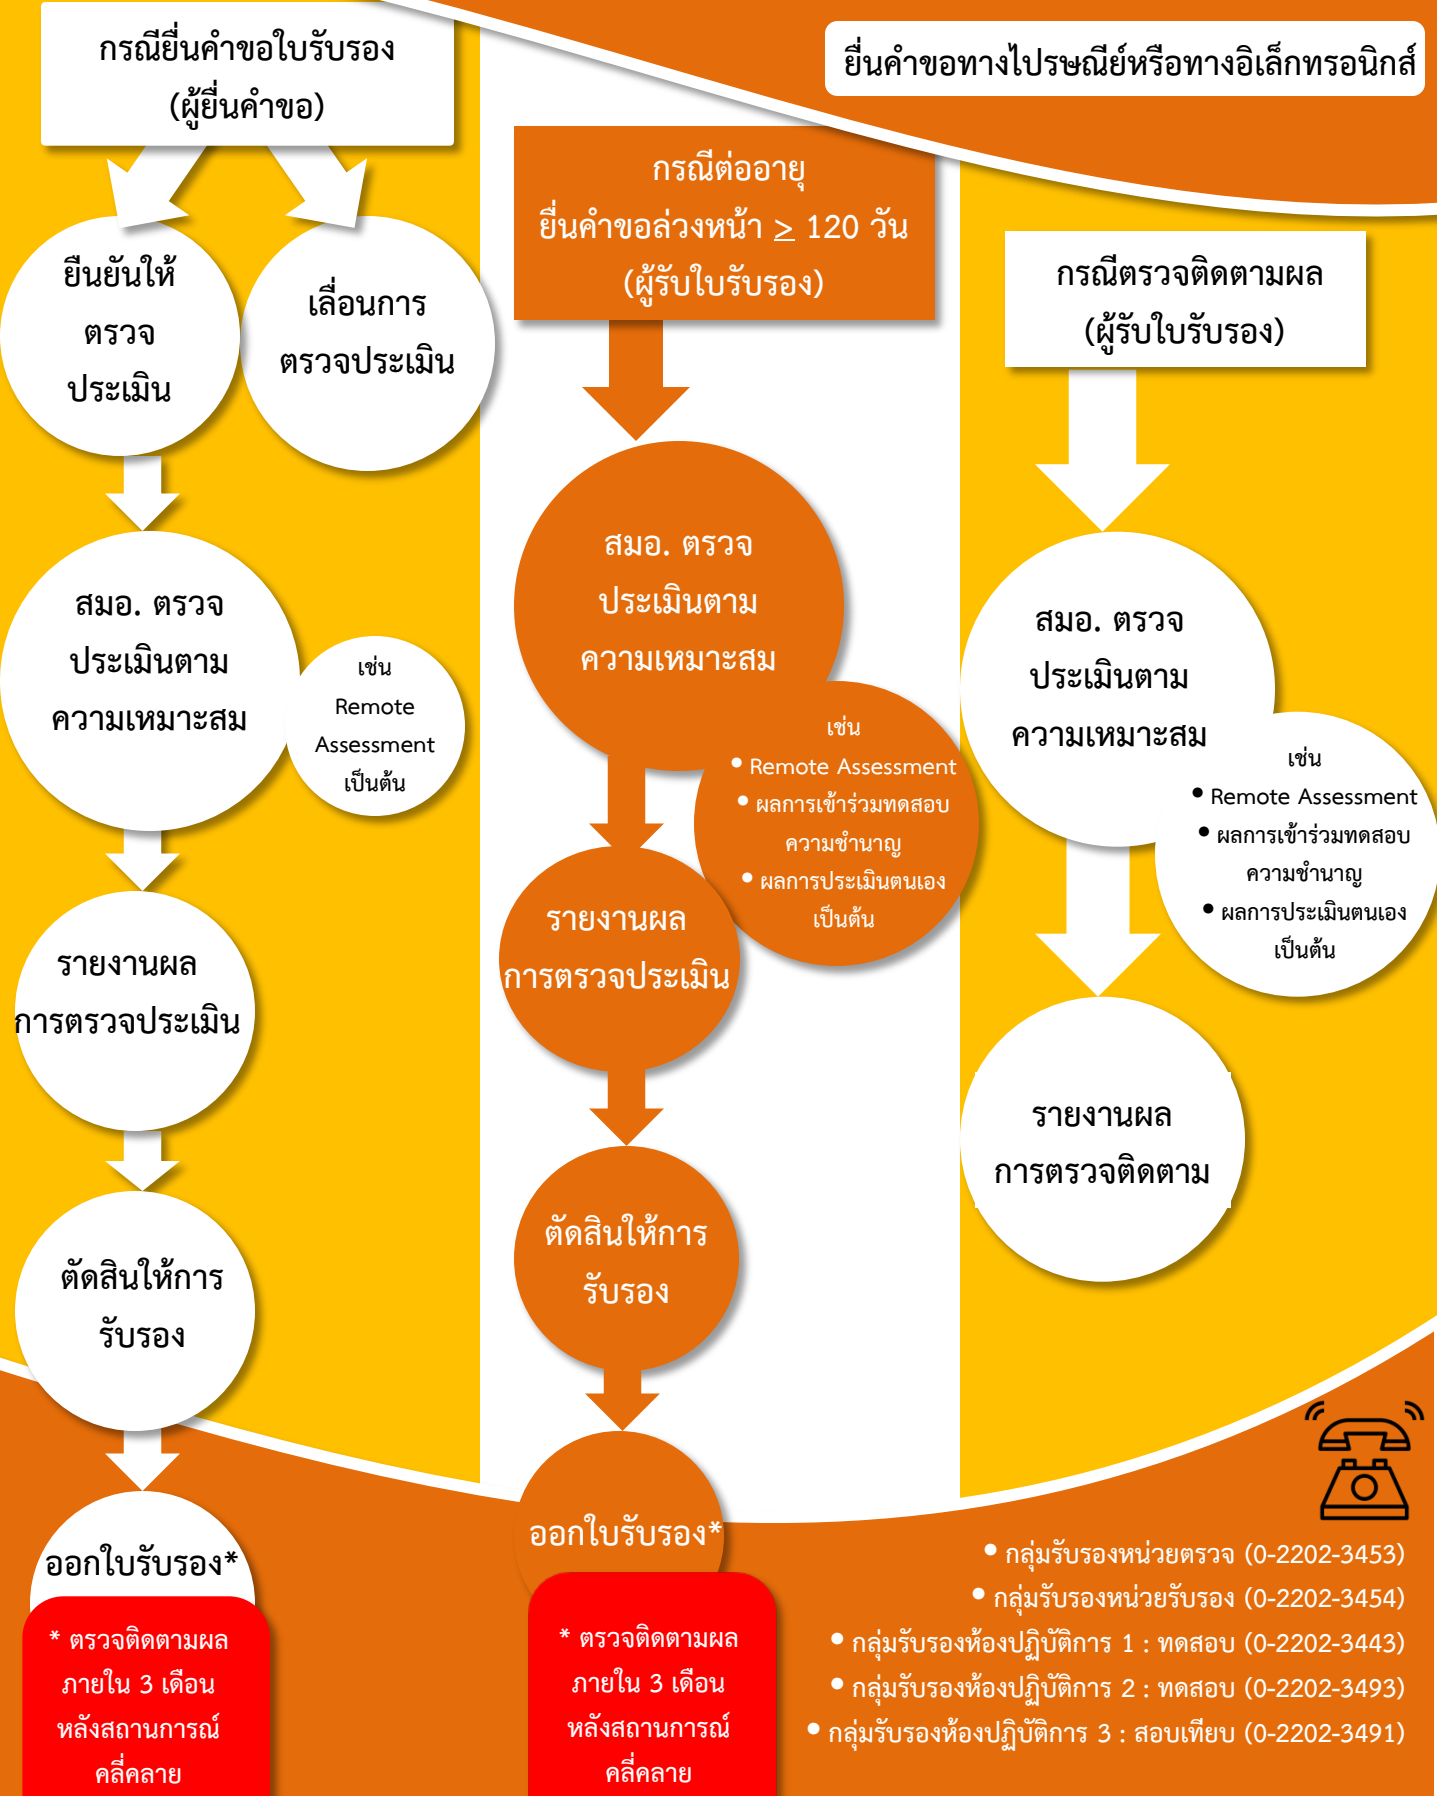 ยื่นคำขอทางไปรษณีย์หรือทางอิเล็กทรอนิกส์
กรณียื่นคำขอใบรับรอง
(ผู้ยื่นคำขอ)
ยืนยันให้
ตรวจ
ประเมิน
เลื่อนการ
ตรวจประเมิน
สมอ. ตรวจ
ประเมินตาม
ความเหมาะสม
เช่น
Remote
Assessment
เป็นต้น
รายงานผล
การตรวจประเมิน
ตัดสินให้การ
รับรอง
ออกใบรับรอง*
* ตรวจติดตามผล
ภายใน 3 เดือน
หลังสถานการณ์
คลี่คลาย
กรณีต่ออายุ
ยื่นคำขอล่วงหน้า ≥ 120 วัน
(ผู้รับใบรับรอง)
สมอ. ตรวจ
ประเมินตาม
ความเหมาะสม
เช่น
• Remote Assessment
• ผลการเข้าร่วมทดสอบ
ความชำนาญ
• ผลการประเมินตนเอง
เป็นต้น
รายงานผล
การตรวจประเมิน
ตัดสินให้การ
รับรอง
ออกใบรับรอง*
* ตรวจติดตามผล
ภายใน 3 เดือน
หลังสถานการณ์
คลี่คลาย
กรณีตรวจติดตามผล
(ผู้รับใบรับรอง)
สมอ. ตรวจ
ประเมินตาม
ความเหมาะสม
เช่น
• Remote Assessment
• ผลการเข้าร่วมทดสอบ
ความชำนาญ
• ผลการประเมินตนเอง
เป็นต้น
รายงานผล
การตรวจติดตาม
• กลุ่มรับรองหน่วยตรวจ (0-2202-3453)
• กลุ่มรับรองหน่วยรับรอง (0-2202-3454)
• กลุ่มรับรองห้องปฏิบัติการ 1 : ทดสอบ (0-2202-3443)
• กลุ่มรับรองห้องปฏิบัติการ 2 : ทดสอบ (0-2202-3493)
• กลุ่มรับรองห้องปฏิบัติการ 3 : สอบเทียบ (0-2202-3491)